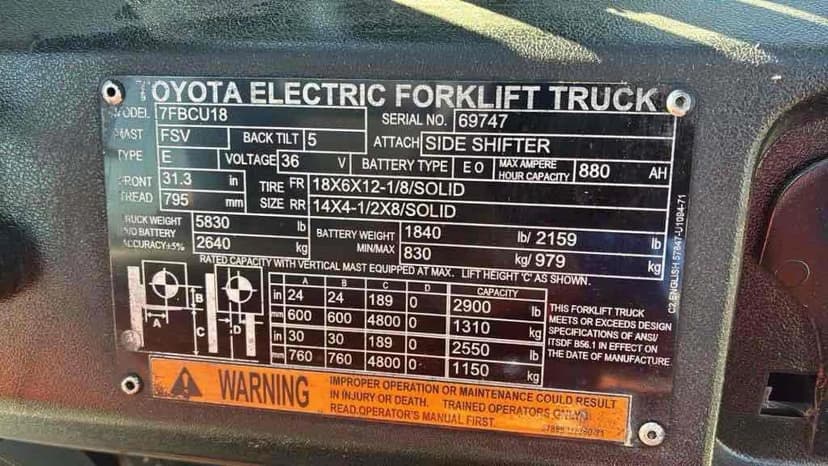 TOYOTA ELECTRIC FORKLIFT TRUCK
MODEL 7FBCU18 SERIAL NO. 69747
MAST FSV BACK TILT 5 ATTACH SIDE SHIFTER
TYPE E VOLTAGE 36 V BATTERY TYPE E O MAX AMPERE HOUR CAPACITY 880 AH
FRONT 31.3 in TIRE FR 18X6X12-1/8/SOLID
TREAD 795 mm SIZE RR 14X4-1/2X8/SOLID
TRUCK WEIGHT 5830 lb BATTERY WEIGHT 1840 lb/ 2159
W/O BATTERY
ACCURACY±5% 2640 kg MIN/MAX 830 kg/ 979
RATED CAPACITY WITH VERTICAL MAST EQUIPPED AT MAX. LIFT HEIGHT 'C' AS SHOWN.
A B C D CAPACITY
in 24 24 189 0 2900 lb
mm 600 600 4800 0 1310 kg
in 30 30 189 0 2550 lb
mm 760 760 4800 0 1150 kg
A B C D
THIS FORKLIFT TRUCK
MEETS OR EXCEEDS DESIGN
SPECIFICATIONS OF ANSI/
ITSDF B56.1 IN EFFECT ON
THE DATE OF MANUFACTURE
C2 ENGLISH 57847-U1094-71
WARNING
IMPROPER OPERATION OR MAINTENANCE COULD RESULT
IN INJURY OR DEATH. TRAINED OPERATORS ONLY!
READ OPERATOR'S MANUAL FIRST.